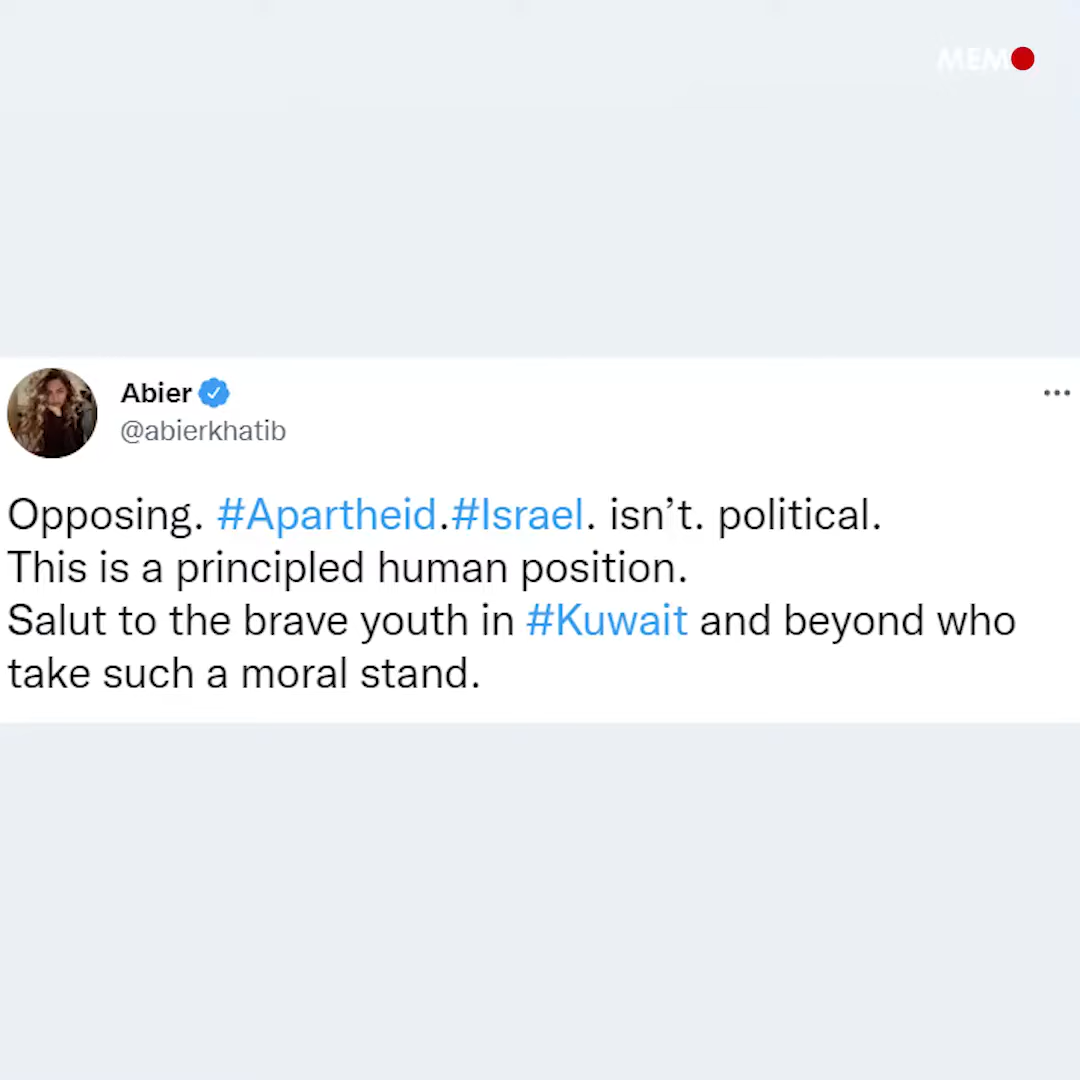 MEM
Abier
@abierkhatib
Opposing. #Apartheid.#Israel. isn’t. political.
This is a principled human position.
Salut to the brave youth in #Kuwait and beyond who
take such a moral stand.